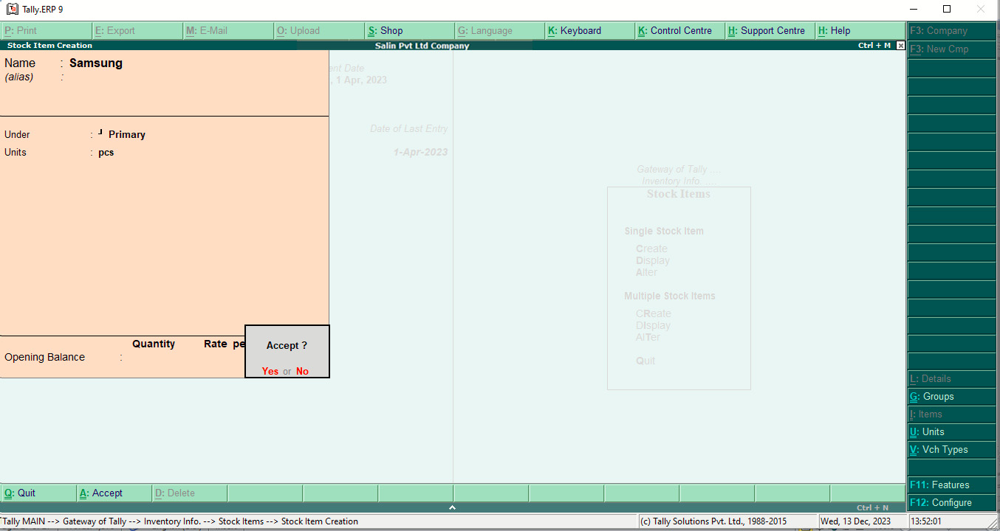 Tally.ERP 9
P: Print E: Export M: E-Mail O: Upload S: Shop G: Language K: Keyboard K: Control Centre H: Support Centre H: Help F3: Company
Stock Item Creation Salin Pvt Ltd Company Ctrl + M F3: New Cmp
Name : Samsung
(alias) :
ent Date
, 1 Apr, 2023
Under : Primary
Units : pcs
Date of Last Entry
1-Apr-2023
Gateway of Tally ....
Inventory Info. ....
Stock Items
Single Stock Item
Create
Display
Alter
Multiple Stock Items
CReate
DIsplay
AlTer
Quit
Quantity Rate pe
Opening Balance :
Accept ?
Yes or No
L: Details
G: Groups
I: Items
U: Units
V: Vch Types
F11: Features
F12: Configure
Q: Quit A: Accept D: Delete
Ctrl + N
Tally MAIN --> Gateway of Tally --> Inventory Info. --> Stock Items --> Stock Item Creation (c) Tally Solutions Pvt. Ltd., 1988-2015 Wed, 13 Dec, 2023 13:52:01